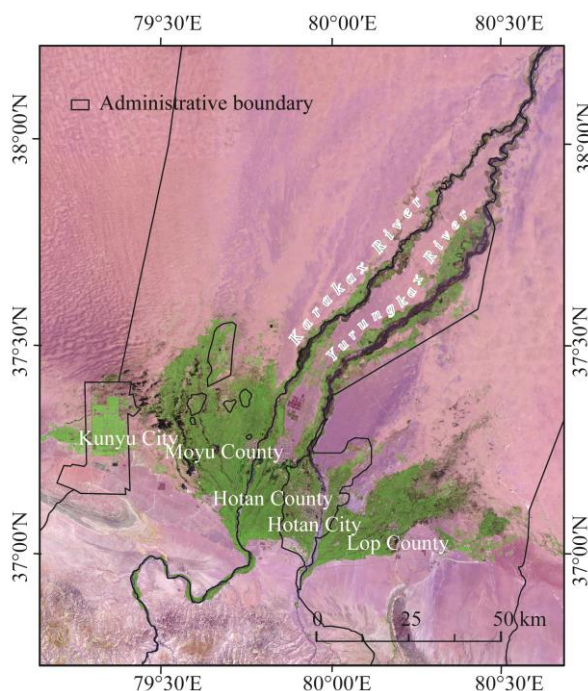 79°30′N
80°00′N
80°30′N
Administrative boundary
38°00′N
38°00′N
Karakax River
Yurungkax River
37°30′N
37°30′N
Kunyu City
Moyu County
Hotan County
Hotan City
Lop County
37°00′N
37°00′N
0
25
50 km
79°30′N
80°00′N
80°30′N